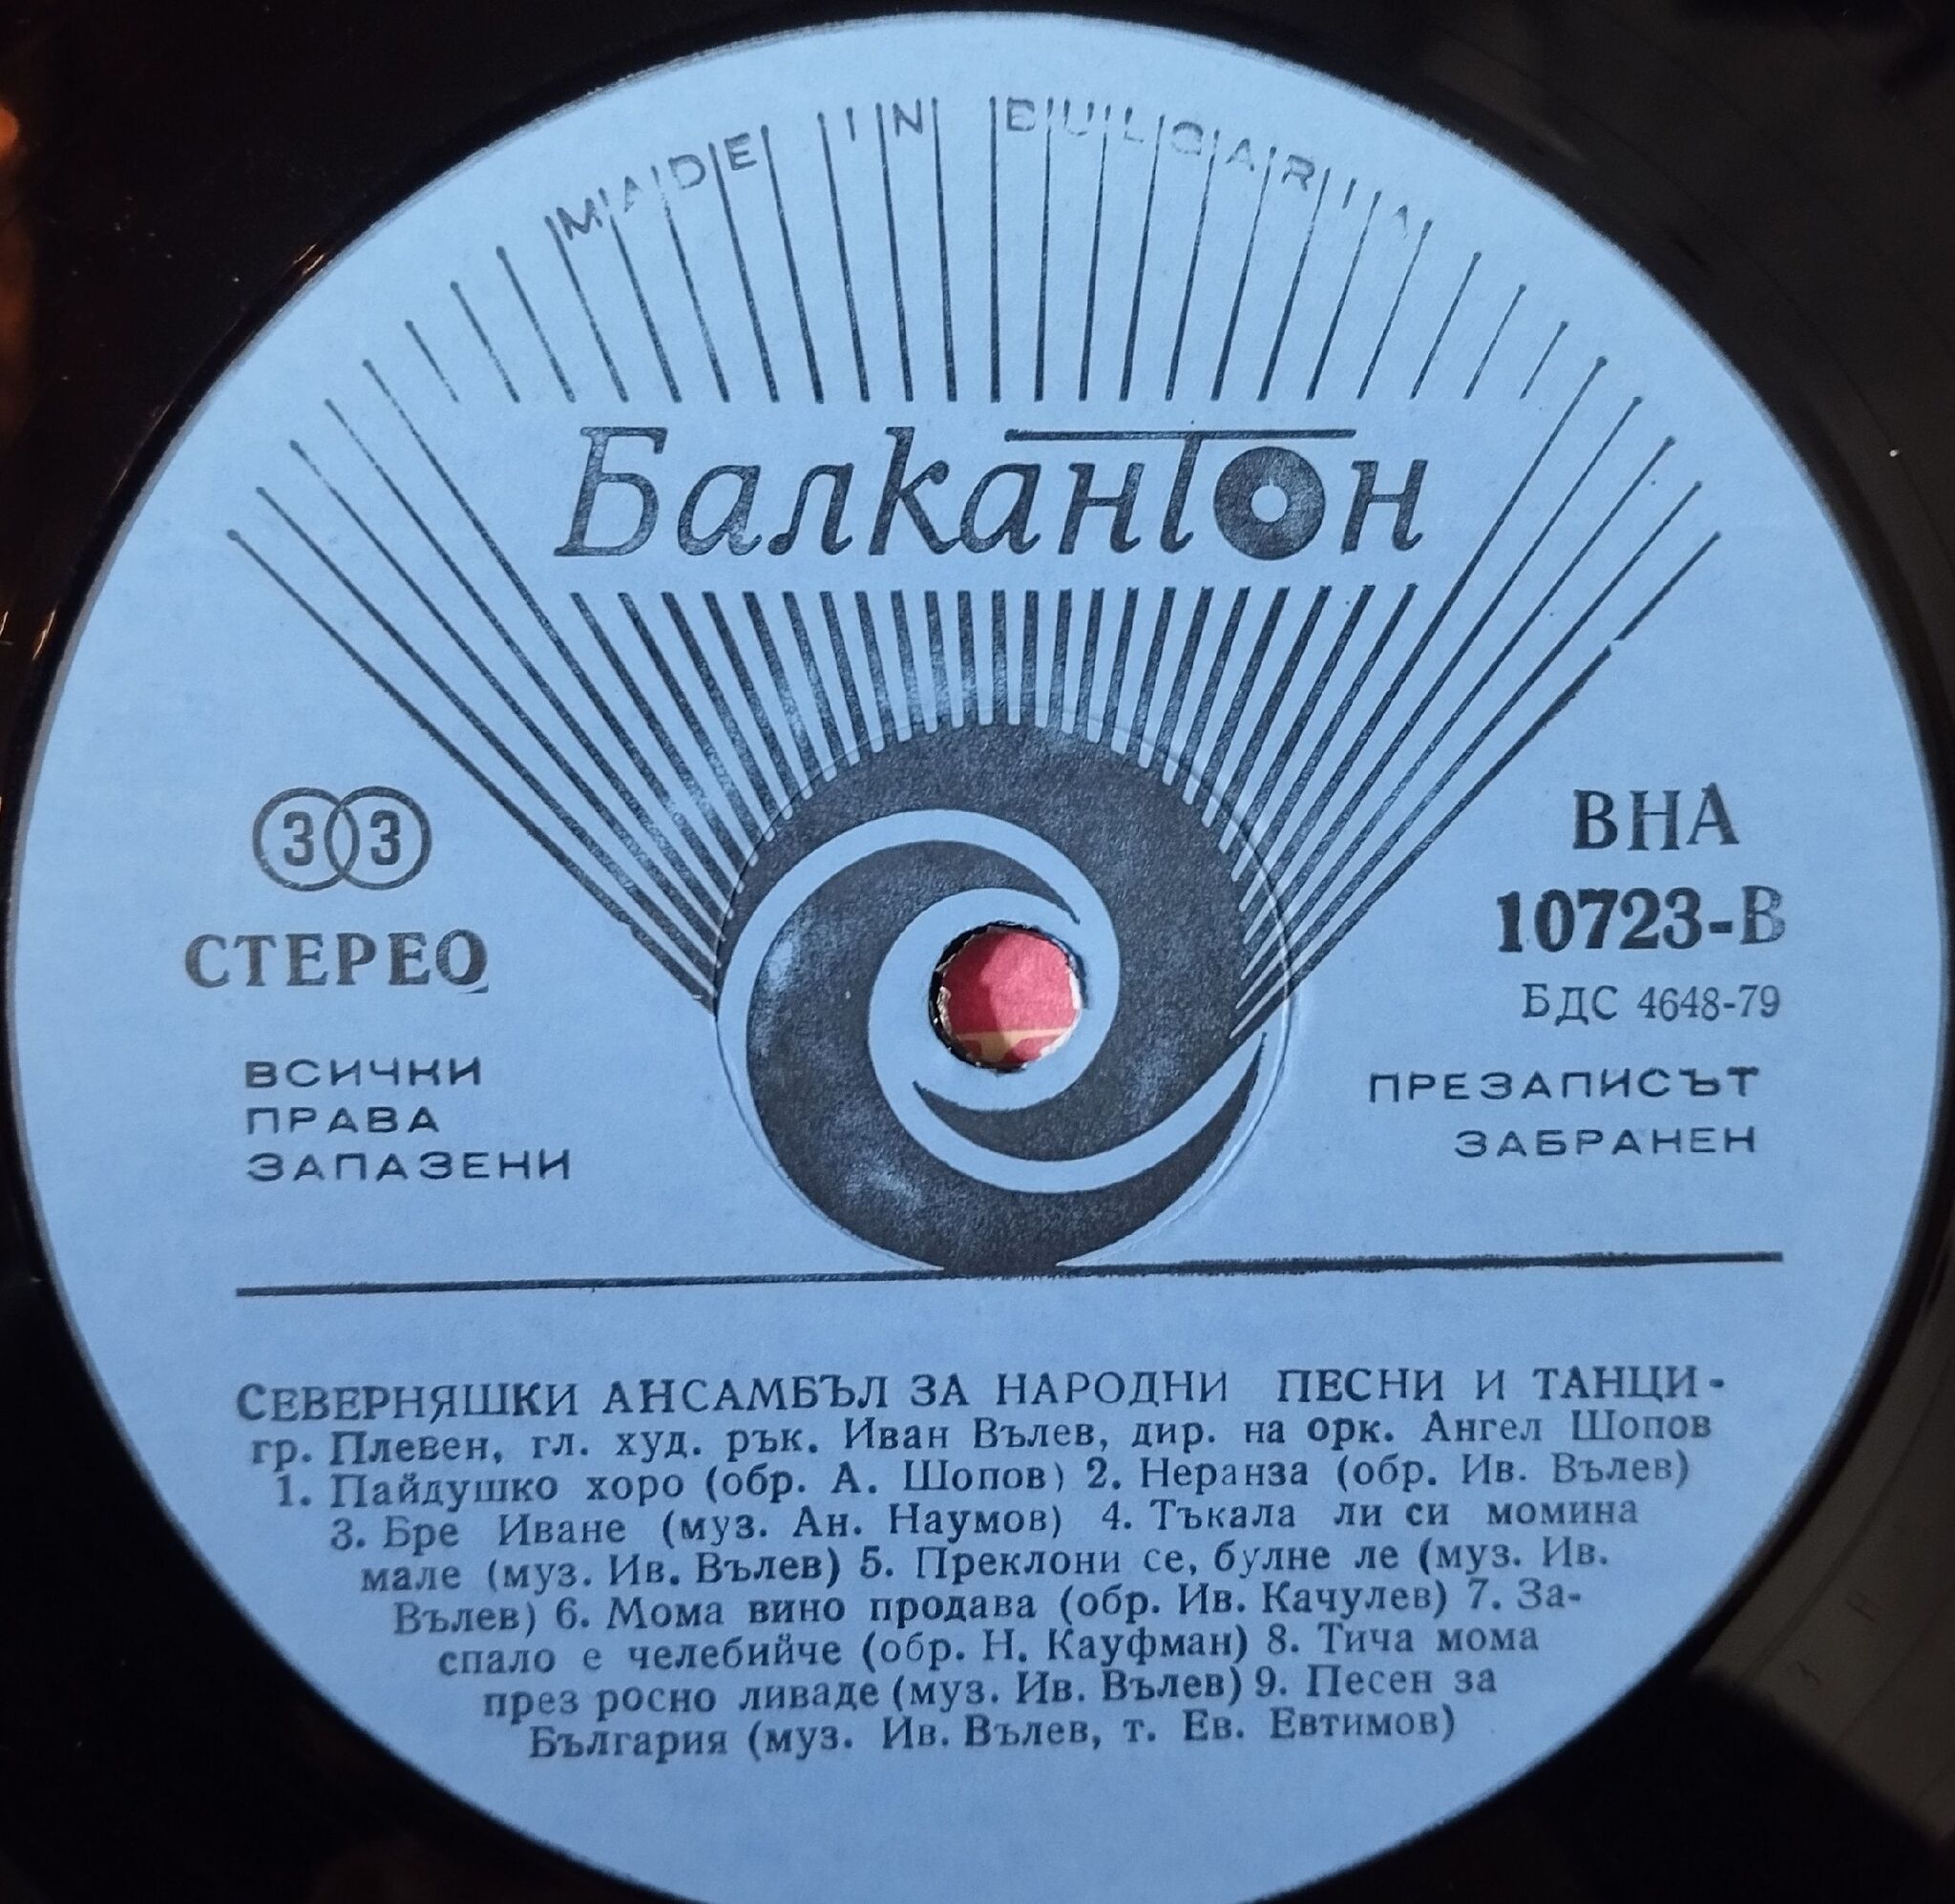 MADE IN BULGARIA
Балкантон
33
СТЕРЕО
ВСИЧКИ
ПРАВА
ЗАПАЗЕНИ
ВНА
10723-В
БДС 4648-79
ПРЕЗАПИСЪТ
ЗАБРАНЕН
СЕВЕРНЯШКИ АНСАМБЪЛ ЗА НАРОДНИ ПЕСНИ И ТАНЦИ-
гр. Плевен, гл. худ. рък. Иван Вълев, дир. на орк. Ангел Шопов
1. Пайдушко хоро (обр. А. Шопов) 2. Неранза (обр. Ив. Вълев)
3. Бре Иване (муз. Ан. Наумов) 4. Тъкала ли си момина
мале (муз. Ив. Вълев) 5. Преклони се, булне ле (муз. Ив.
Вълев) 6. Мома вино продава (обр. Ив. Качулев) 7. За-
спало е челебийче (обр. Н. Кауфман) 8. Тича мома
през росно ливаде (муз. Ив. Вълев) 9. Песен за
България (муз. Ив. Вълев, т. Ев. Евтимов)